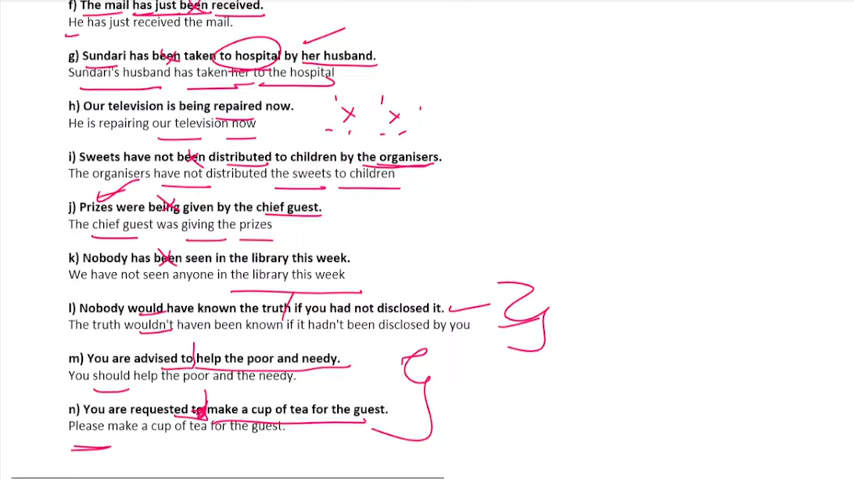 f) The mail has just been received.
He has just received the mail.
g) Sundari has been taken to hospital by her husband.
Sundari's husband has taken her to the hospital
h) Our television is being repaired now.
He is repairing our television now
i) Sweets have not been distributed to children by the organisers.
The organisers have not distributed the sweets to children
j) Prizes were being given by the chief guest.
The chief guest was giving the prizes
k) Nobody has been seen in the library this week.
We have not seen anyone in the library this week
l) Nobody would have known the truth if you had not disclosed it.
The truth wouldn't haven been known if it hadn't been disclosed by you
m) You are advised to help the poor and needy.
You should help the poor and the needy.
n) You are requested to make a cup of tea for the guest.
Please make a cup of tea for the guest.